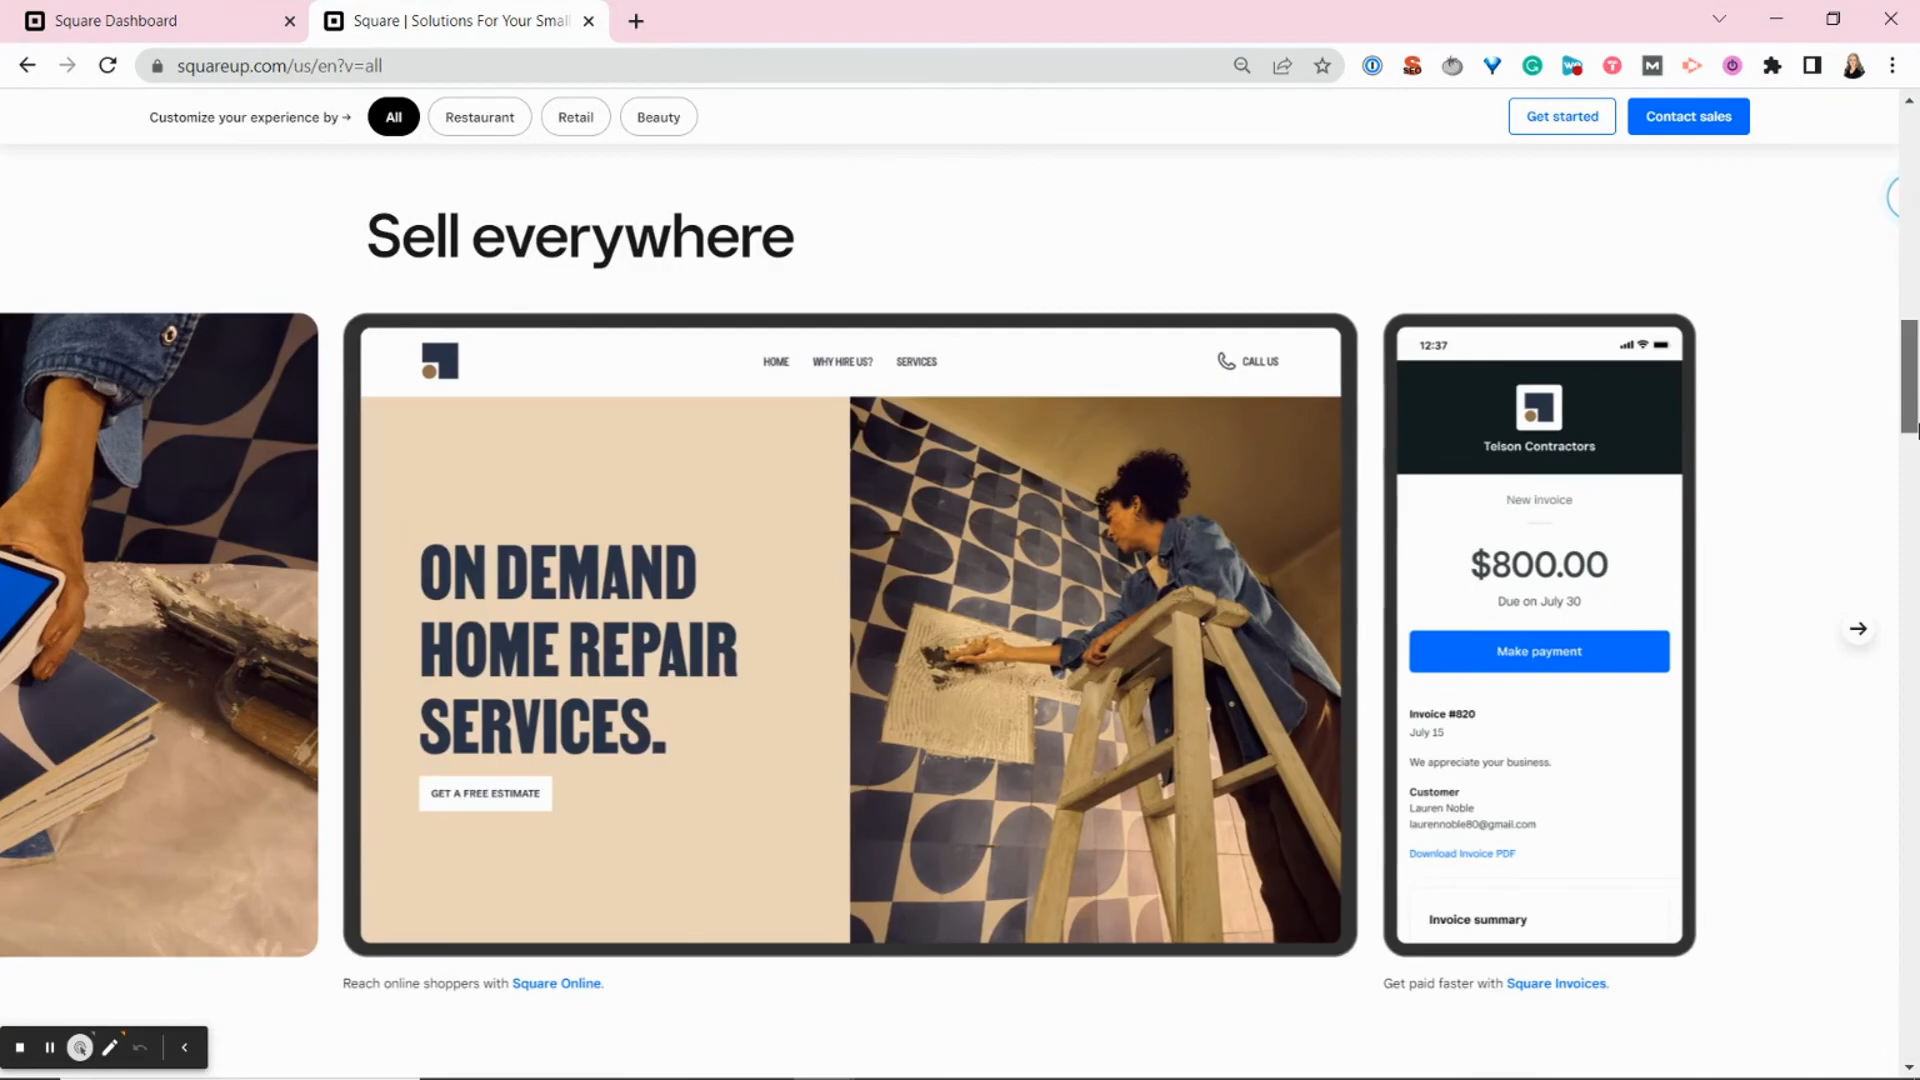 Square Dashboard
Square | Solutions For Your Smal
squareup.com/us/en?v=all
Customize your experience by →
All
Restaurant
Retail
Beauty
Get started
Contact sales
Sell everywhere
HOME
WHY HIRE US?
SERVICES
CALL US
ON DEMAND
HOME REPAIR
SERVICES.
GET A FREE ESTIMATE
12:37
Telson Contractors
New invoice
$800.00
Due on July 30
Make payment
Invoice #820
July 15
We appreciate your business.
Customer
Lauren Noble
laurennoble80@gmail.com
Download Invoice PDF
Invoice summary
Reach online shoppers with Square Online.
Get paid faster with Square Invoices.